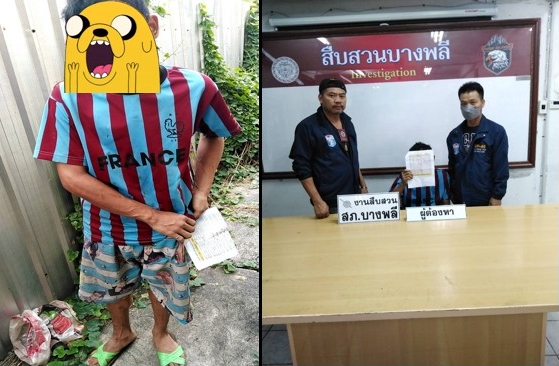 FRANCE
สืบสวนบางพลี
Investigation
งานสืบสวน
สภ.บางพลี
ผู้ต้องหา